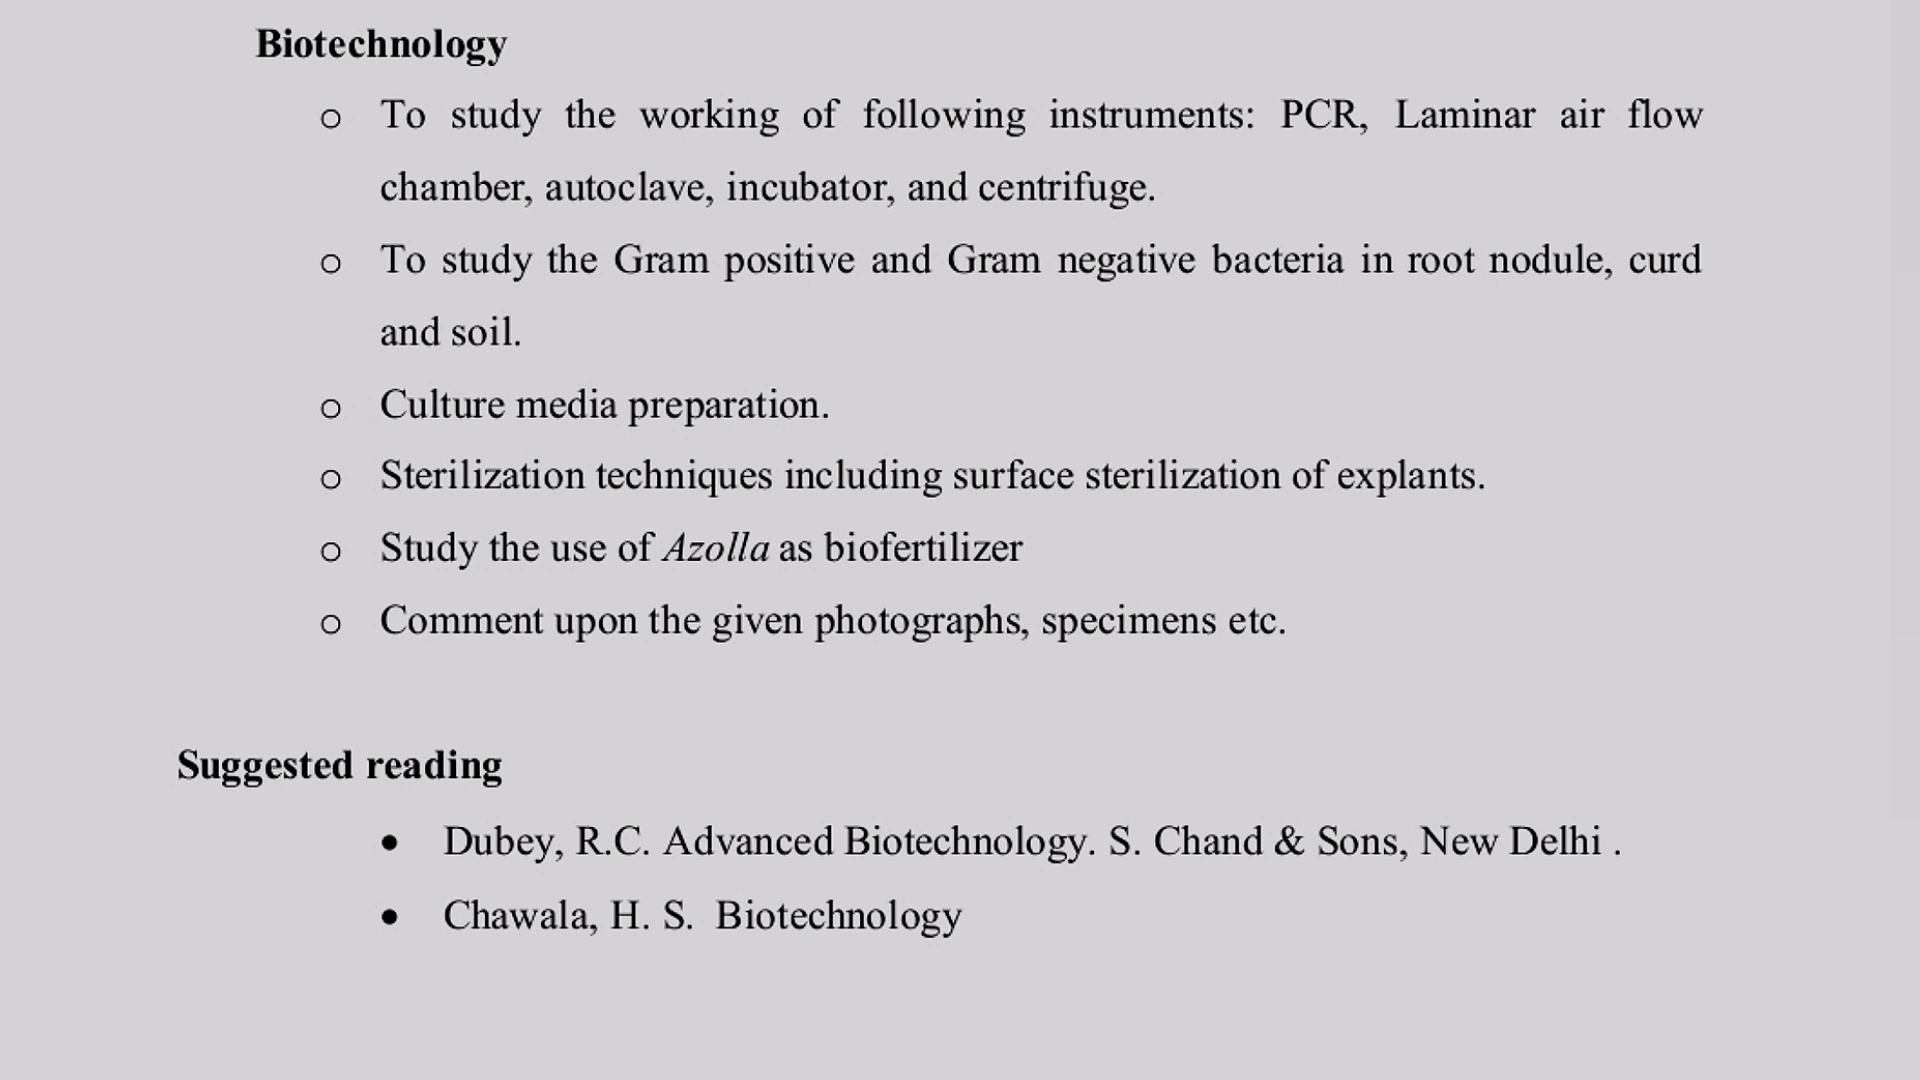 Biotechnology
o To study the working of following instruments: PCR, Laminar air flow
chamber, autoclave, incubator, and centrifuge.
o To study the Gram positive and Gram negative bacteria in root nodule, curd
and soil.
o Culture media preparation.
o Sterilization techniques including surface sterilization of explants.
o Study the use of Azolla as biofertilizer
o Comment upon the given photographs, specimens etc.
Suggested reading
• Dubey, R.C. Advanced Biotechnology. S. Chand & Sons, New Delhi .
• Chawala, H. S. Biotechnology